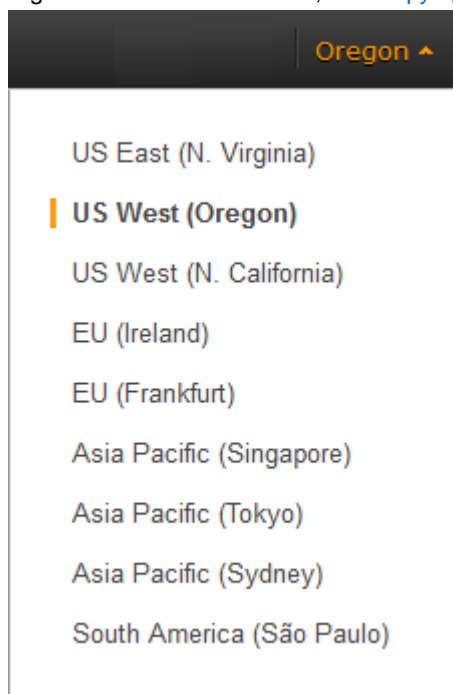 Oregon
US East (N. Virginia)
US West (Oregon)
US West (N. California)
EU (Ireland)
EU (Frankfurt)
Asia Pacific (Singapore)
Asia Pacific (Tokyo)
Asia Pacific (Sydney)
South America (São Paulo)